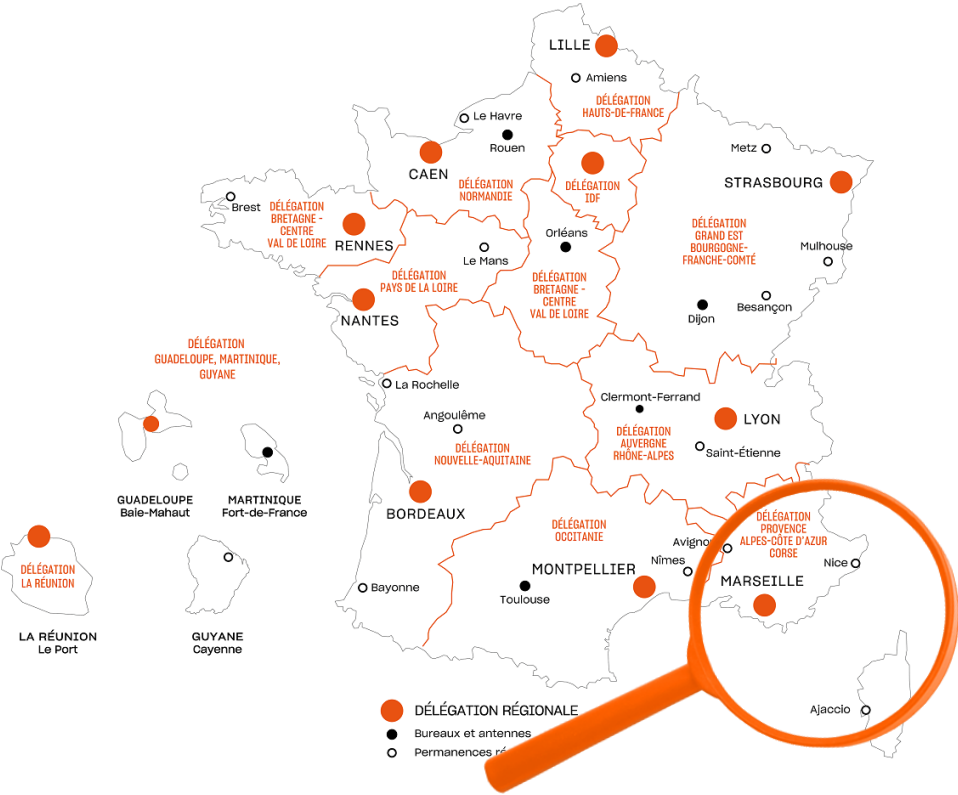 LILLE
Amiens
DÉLÉGATION
HAUTS-DE-FRANCE
Le Havre
Rouen
CAEN
DÉLÉGATION
NORMANDIE
DÉLÉGATION
IDF
Metz
STRASBOURG
Brest
DÉLÉGATION
BRETAGNE -
CENTRE
VAL DE LOIRE
RENNES
Orléans
DÉLÉGATION
GRAND EST
BOURGOGNE-
FRANCHE-COMTÉ
Mulhouse
Le Mans
DÉLÉGATION
PAYS DE LA LOIRE
NANTES
DÉLÉGATION
BRETAGNE -
CENTRE
VAL DE LOIRE
Dijon
Besançon
DÉLÉGATION
GUADELOUPE, MARTINIQUE,
GUYANE
La Rochelle
Angoulême
DÉLÉGATION
NOUVELLE-AQUITAINE
Clermont-Ferrand
LYON
DÉLÉGATION
AUVERGNE
RHÔNE-ALPES
Saint-Étienne
GUADELOUPE
Baie-Mahaut
MARTINIQUE
Fort-de-France
BORDEAUX
DÉLÉGATION
OCCITANIE
DÉLÉGATION
PROVENCE
ALPES-CÔTE D'AZUR
CORSE
Nîmes
Nice
MONTPELLIER
MARSEILLE
Toulouse
Bayonne
DÉLÉGATION
LA RÉUNION
LA RÉUNION
Le Port
GUYANE
Cayenne
Ajaccio
DÉLÉGATION RÉGIONALE
Bureaux et antennes
Permanences